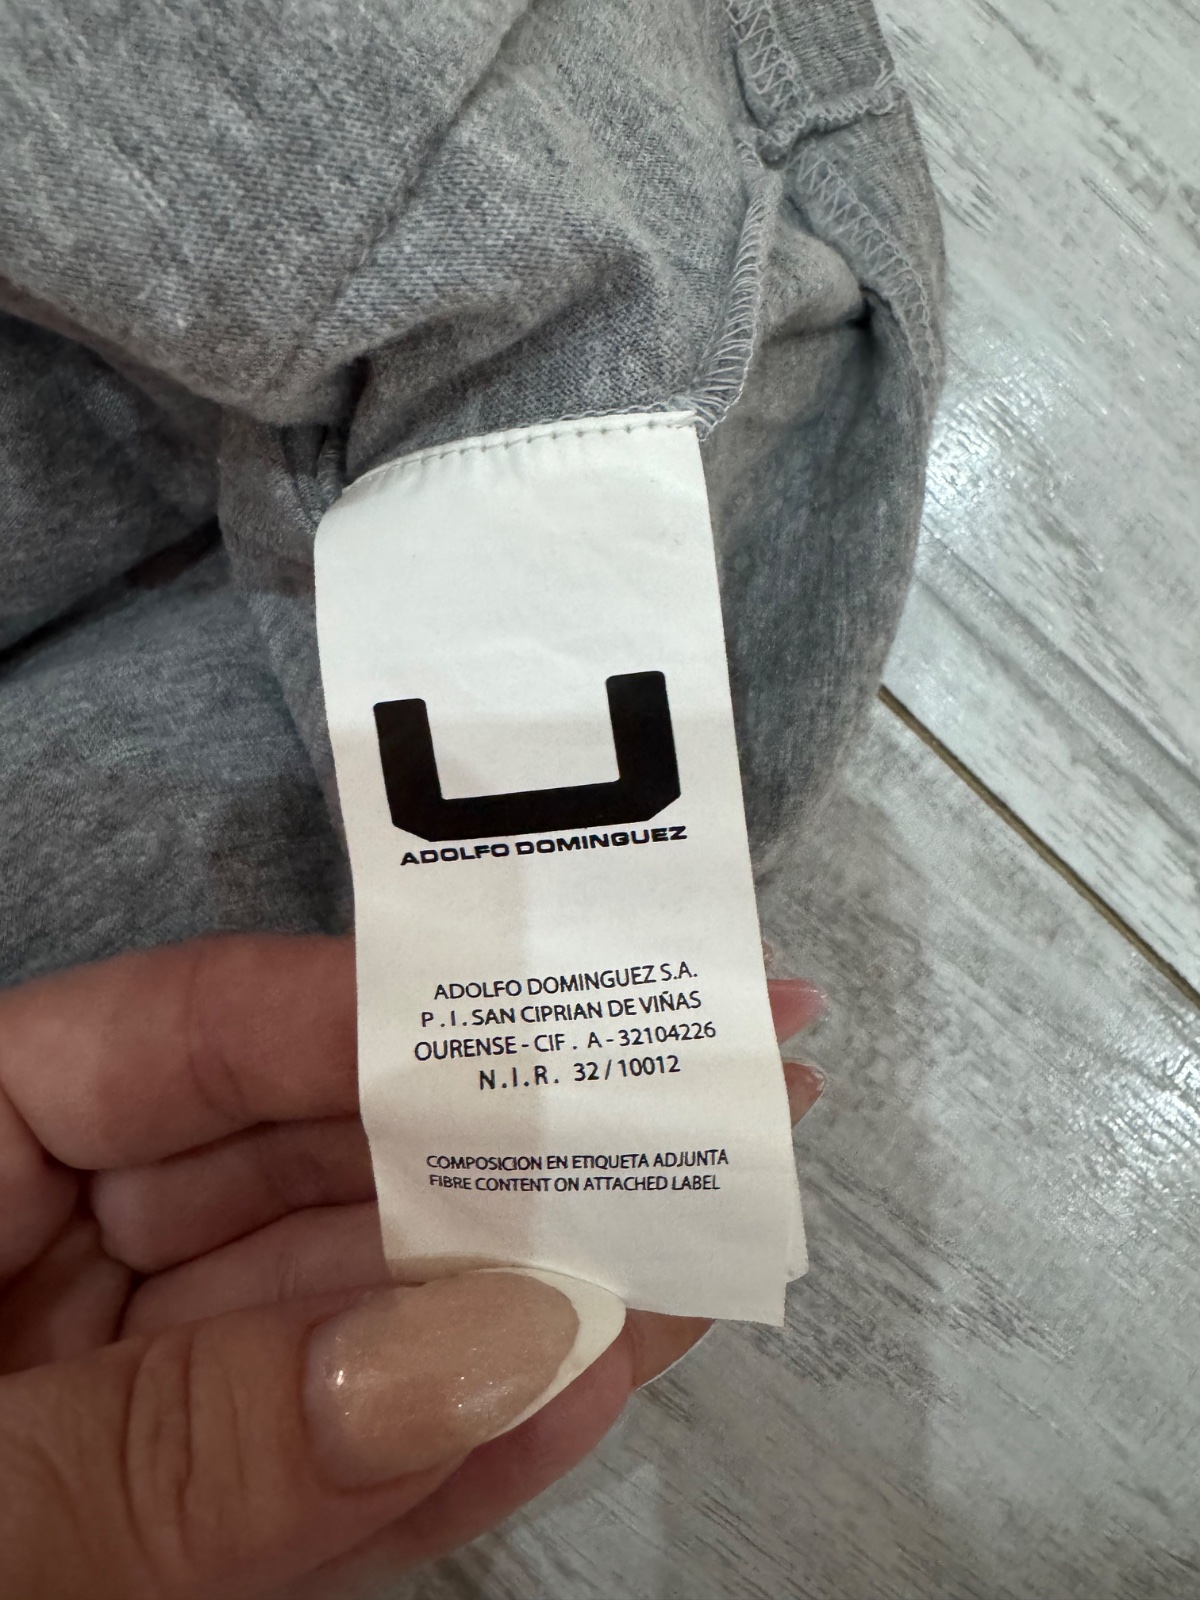 ADOLFO DOMINGUEZ
ADOLFO DOMINGUEZ S.A.
P.I. SAN CIPRIAN DE VIÑAS
OURENSE - CIF. A - 32104226
N.I.R. 32/10012
COMPOSICION EN ETIQUETA ADJUNTA
FIBRE CONTENT ON ATTACHED LABEL